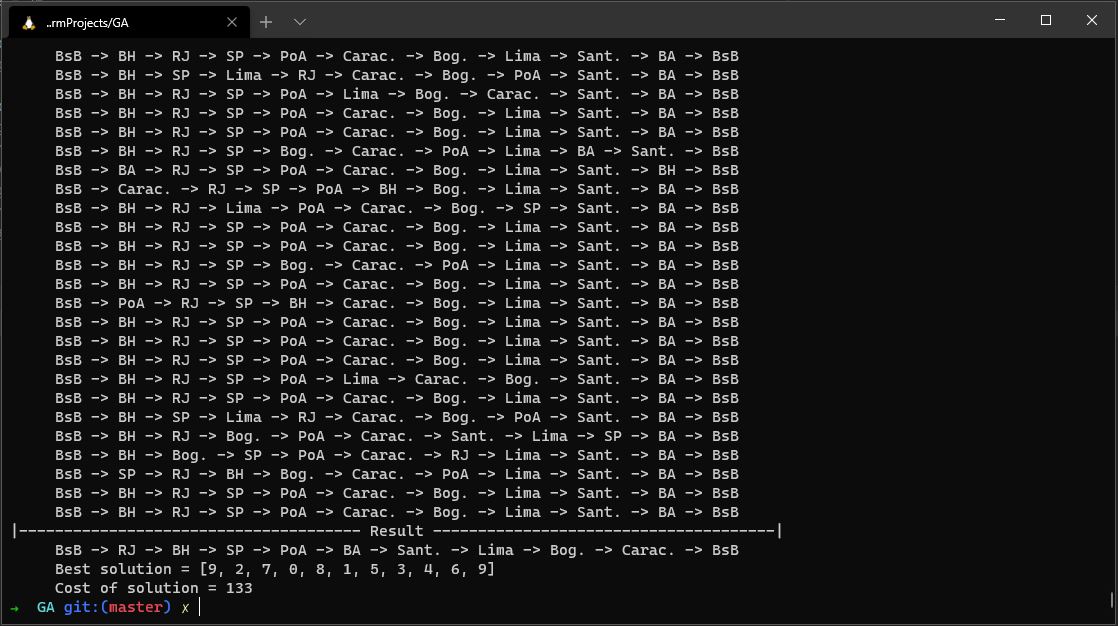 ..rmProjects/GA
BsB -> BH -> RJ -> SP -> PoA -> Carac. -> Bog. -> Lima -> Sant. -> BA -> BsB
BsB -> BH -> SP -> Lima -> RJ -> Carac. -> Bog. -> PoA -> Sant. -> BA -> BsB
BsB -> BH -> RJ -> SP -> PoA -> Lima -> Bog. -> Carac. -> Sant. -> BA -> BsB
BsB -> BH -> RJ -> SP -> PoA -> Carac. -> Bog. -> Lima -> Sant. -> BA -> BsB
BsB -> BH -> RJ -> SP -> PoA -> Carac. -> Bog. -> Lima -> Sant. -> BA -> BsB
BsB -> BH -> RJ -> SP -> Bog. -> Carac. -> PoA -> Lima -> BA -> Sant. -> BsB
BsB -> BA -> RJ -> SP -> PoA -> Carac. -> Bog. -> Lima -> Sant. -> BH -> BsB
BsB -> Carac. -> RJ -> SP -> PoA -> BH -> Bog. -> Lima -> Sant. -> BA -> BsB
BsB -> BH -> RJ -> Lima -> PoA -> Carac. -> Bog. -> SP -> Sant. -> BA -> BsB
BsB -> BH -> RJ -> SP -> PoA -> Carac. -> Bog. -> Lima -> Sant. -> BA -> BsB
BsB -> BH -> RJ -> SP -> PoA -> Carac. -> Bog. -> Lima -> Sant. -> BA -> BsB
BsB -> BH -> RJ -> SP -> Bog. -> Carac. -> PoA -> Lima -> Sant. -> BA -> BsB
BsB -> BH -> RJ -> SP -> PoA -> Carac. -> Bog. -> Lima -> Sant. -> BA -> BsB
BsB -> PoA -> RJ -> SP -> BH -> Carac. -> Bog. -> Lima -> Sant. -> BA -> BsB
BsB -> BH -> RJ -> SP -> PoA -> Carac. -> Bog. -> Lima -> Sant. -> BA -> BsB
BsB -> BH -> RJ -> SP -> PoA -> Carac. -> Bog. -> Lima -> Sant. -> BA -> BsB
BsB -> BH -> RJ -> SP -> PoA -> Carac. -> Bog. -> Lima -> Sant. -> BA -> BsB
BsB -> BH -> RJ -> SP -> PoA -> Lima -> Carac. -> Bog. -> Sant. -> BA -> BsB
BsB -> BH -> RJ -> SP -> PoA -> Carac. -> Bog. -> Lima -> Sant. -> BA -> BsB
BsB -> BH -> SP -> Lima -> RJ -> Carac. -> Bog. -> PoA -> Sant. -> BA -> BsB
BsB -> BH -> RJ -> Bog. -> PoA -> Carac. -> Sant. -> Lima -> SP -> BA -> BsB
BsB -> BH -> Bog. -> SP -> PoA -> Carac. -> RJ -> Lima -> Sant. -> BA -> BsB
BsB -> SP -> RJ -> BH -> Bog. -> Carac. -> PoA -> Lima -> Sant. -> BA -> BsB
BsB -> BH -> RJ -> SP -> PoA -> Carac. -> Bog. -> Lima -> Sant. -> BA -> BsB
BsB -> BH -> RJ -> SP -> PoA -> Carac. -> Bog. -> Lima -> Sant. -> BA -> BsB
|-------------------------------------- Result --------------------------------------|
BsB -> RJ -> BH -> SP -> PoA -> BA -> Sant. -> Lima -> Bog. -> Carac. -> BsB
Best solution = [9, 2, 7, 0, 8, 1, 5, 3, 4, 6, 9]
Cost of solution = 133
→ GA git:(master) ✗